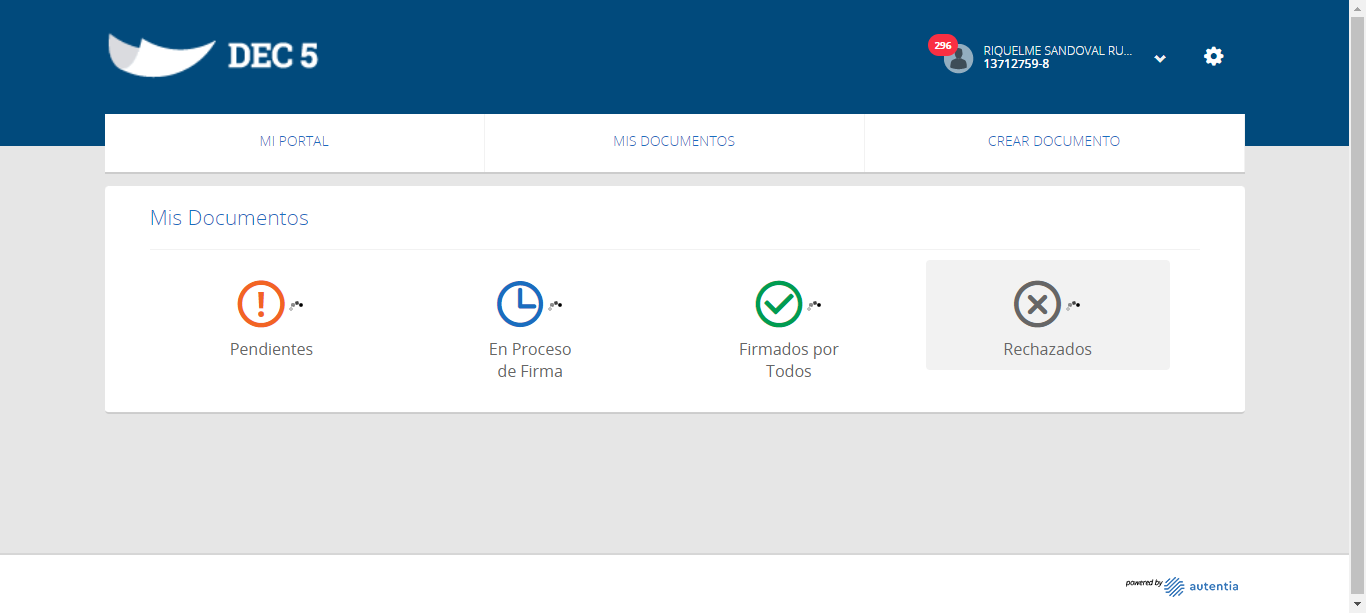 DEC 5
296
RIQUELME SANDOVAL RU...
13712759-8
MI PORTAL
MIS DOCUMENTOS
CREAR DOCUMENTO
Mis Documentos
Pendientes
En Proceso
de Firma
Firmados por
Todos
Rechazados
powered by
autentia